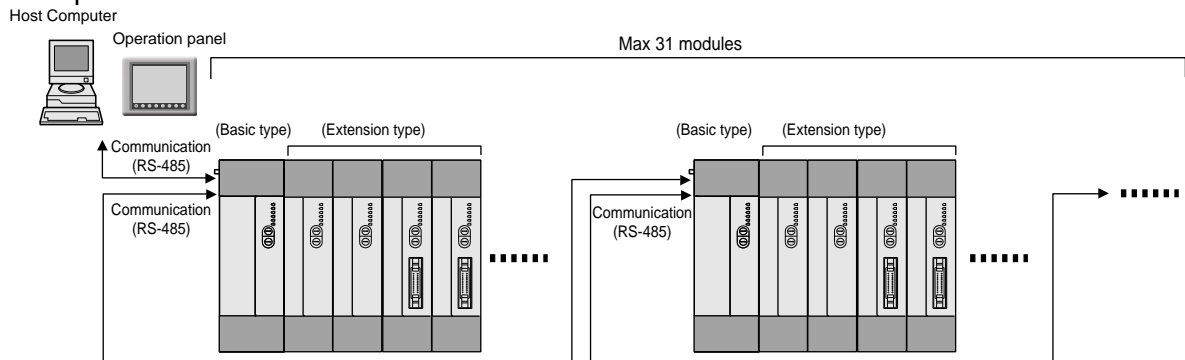 Host Computer
Operation panel
Max 31 modules
(Basic type)
(Extension type)
(Basic type)
(Extension type)
Communication
(RS-485)
Communication
(RS-485)
Communication
(RS-485)